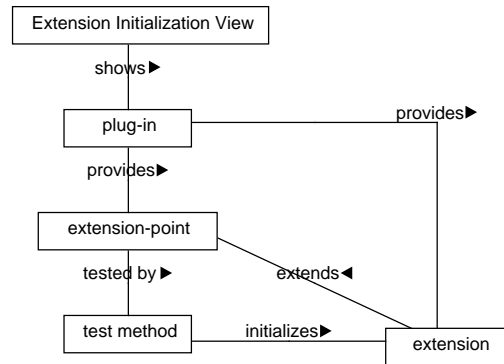 Extension Initialization View
shows▶
plug-in
provides▶
provides▶
extension-point
tested by ▶
extends◀
test method
initializes▶
extension